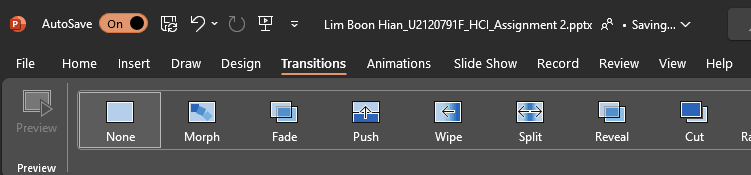 AutoSave On Lim Boon Hian_U2120791F_HCI_Assignment 2.pptx • Saving...
File Home Insert Draw Design Transitions Animations Slide Show Record Review View Help
Preview None Morph Fade Push Wipe Split Reveal Cut Ra
Preview